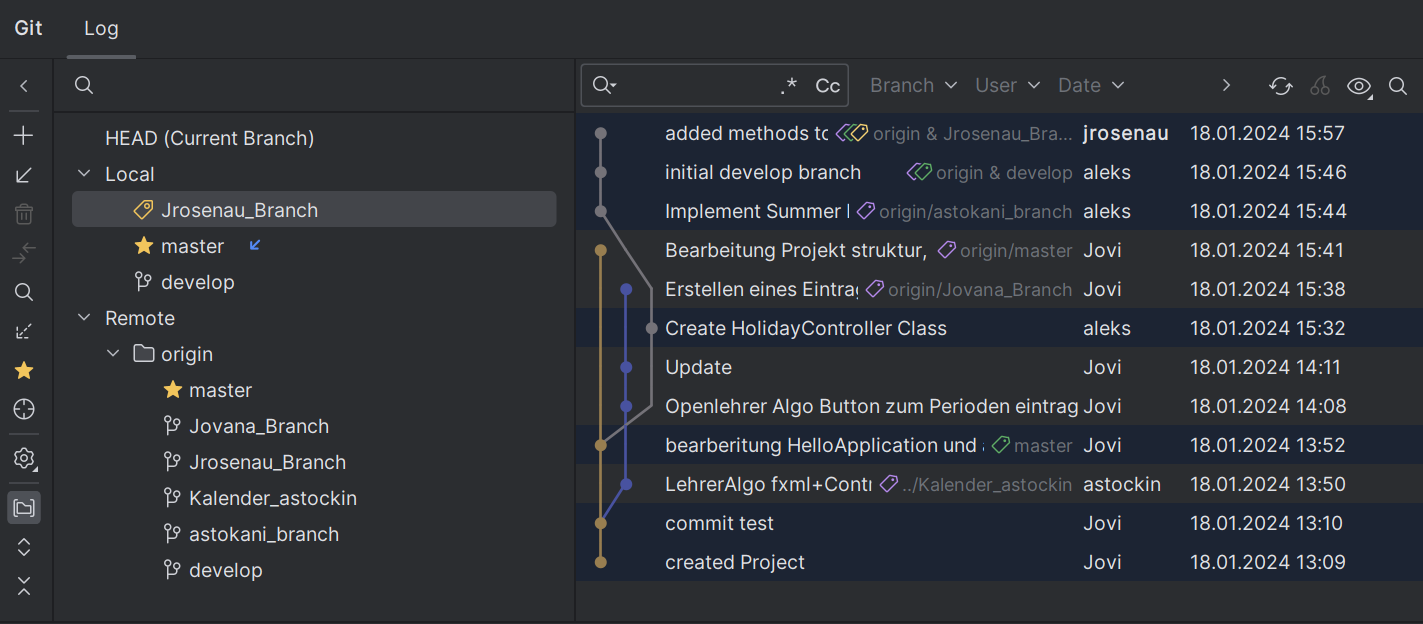 Git Log
.* Cc Branch User Date
HEAD (Current Branch)
Local
Jrosenau_Branch
master
develop
Remote
origin
master
Jovana_Branch
Jrosenau_Branch
Kalender_astockin
astokani_branch
develop
added methods to origin & Jrosenau_Bra... jrosenau 18.01.2024 15:57
initial develop branch origin & develop aleks 18.01.2024 15:46
Implement Summer origin/astokani_branch aleks 18.01.2024 15:44
Bearbeitung Projekt struktur, origin/master Jovi 18.01.2024 15:41
Erstellen eines Eintrag origin/Jovana_Branch Jovi 18.01.2024 15:38
Create HolidayController Class aleks 18.01.2024 15:32
Update Jovi 18.01.2024 14:11
Openlehrer Algo Button zum Perioden eintrag Jovi 18.01.2024 14:08
bearberitung HelloApplication und master Jovi 18.01.2024 13:52
LehrerAlgo fxml+Contr ../Kalender_astockin astockin 18.01.2024 13:50
commit test Jovi 18.01.2024 13:10
created Project Jovi 18.01.2024 13:09